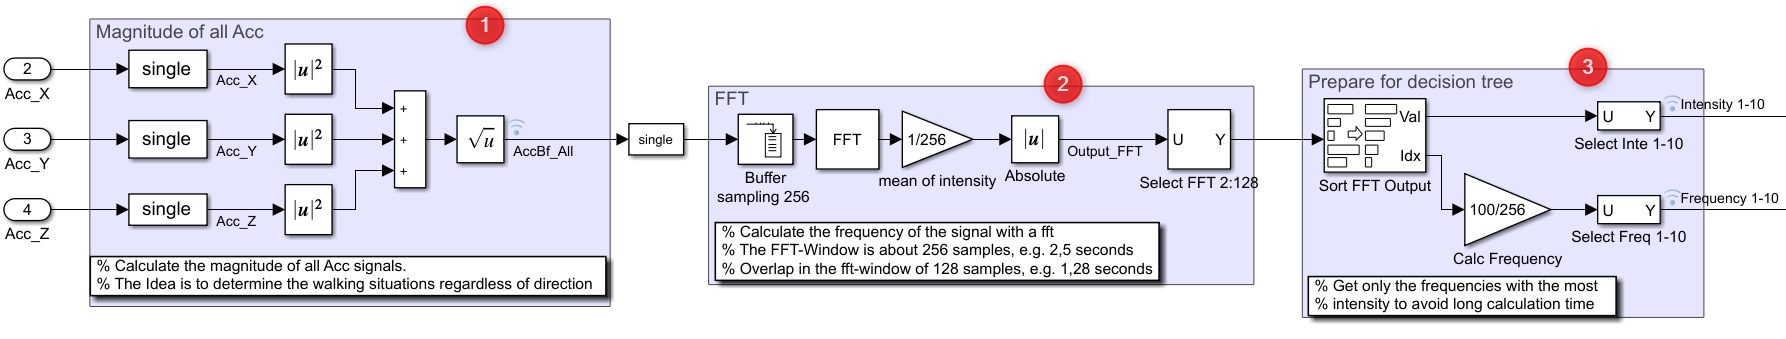 Magnitude of all Acc
1
2
Acc_X
single
Acc_X
|u|²
3
Acc_Y
single
Acc_Y
|u|²
4
Acc_Z
single
Acc_Z
|u|²
+
+
+
√u
AccBf_All
% Calculate the magnitude of all Acc signals.
% The Idea is to determine the walking situations regardless of direction
single
FFT
2
Buffer
sampling 256
FFT
1/256
mean of intensity
|u|
Absolute
Output_FFT
U Y
Select FFT 2:128
% Calculate the frequency of the signal with a fft
% The FFT-Window is about 256 samples, e.g. 2,5 seconds
% Overlap in the fft-window of 128 samples, e.g. 1,28 seconds
Prepare for decision tree
3
Val
Idx
Sort FFT Output
100/256
Calc Frequency
U Y
Select Inte 1-10
Intensity 1-10
U Y
Select Freq 1-10
Frequency 1-10
% Get only the frequencies with the most
% intensity to avoid long calculation time